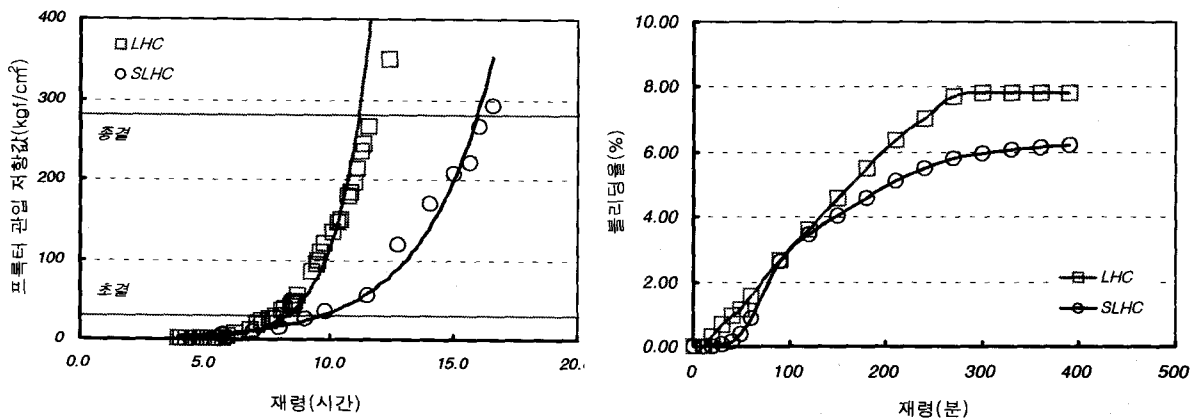 프록터 관입 저항값(kgf/cm²)
400
300
200
100
0
LHC
SLHC
종결
초결
0.0 5.0 10.0 15.0 20.
재령(시간)
블리딩율(%)
10.00
8.00
6.00
4.00
2.00
0.00
LHC
SLHC
0 100 200 300 400 500
재령(분)